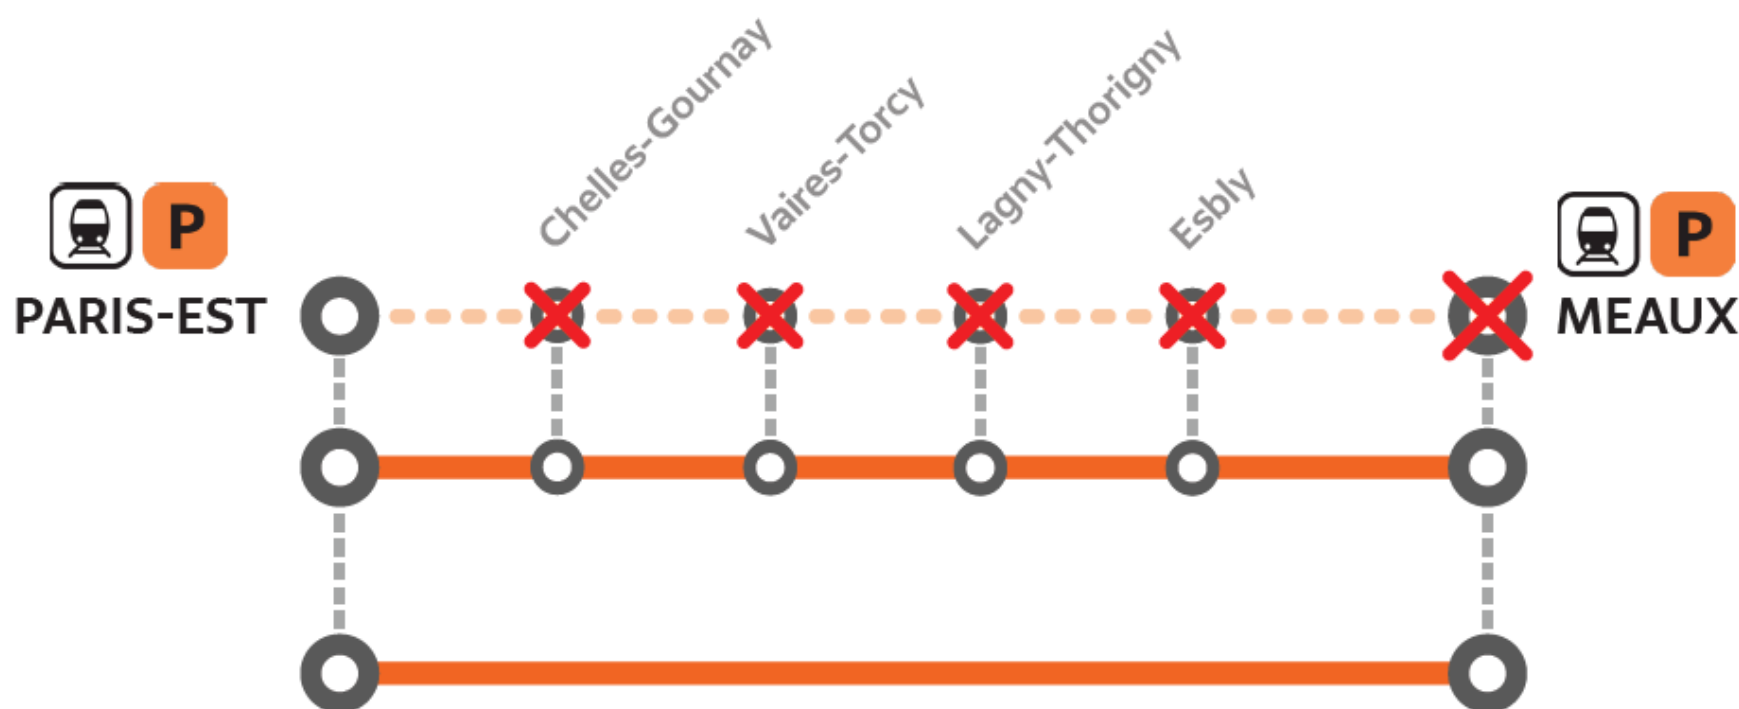 Chelles-Gournay
Vaires-Torcy
Lagny-Thorigny
Esbly
P
PARIS-EST
P
MEAUX